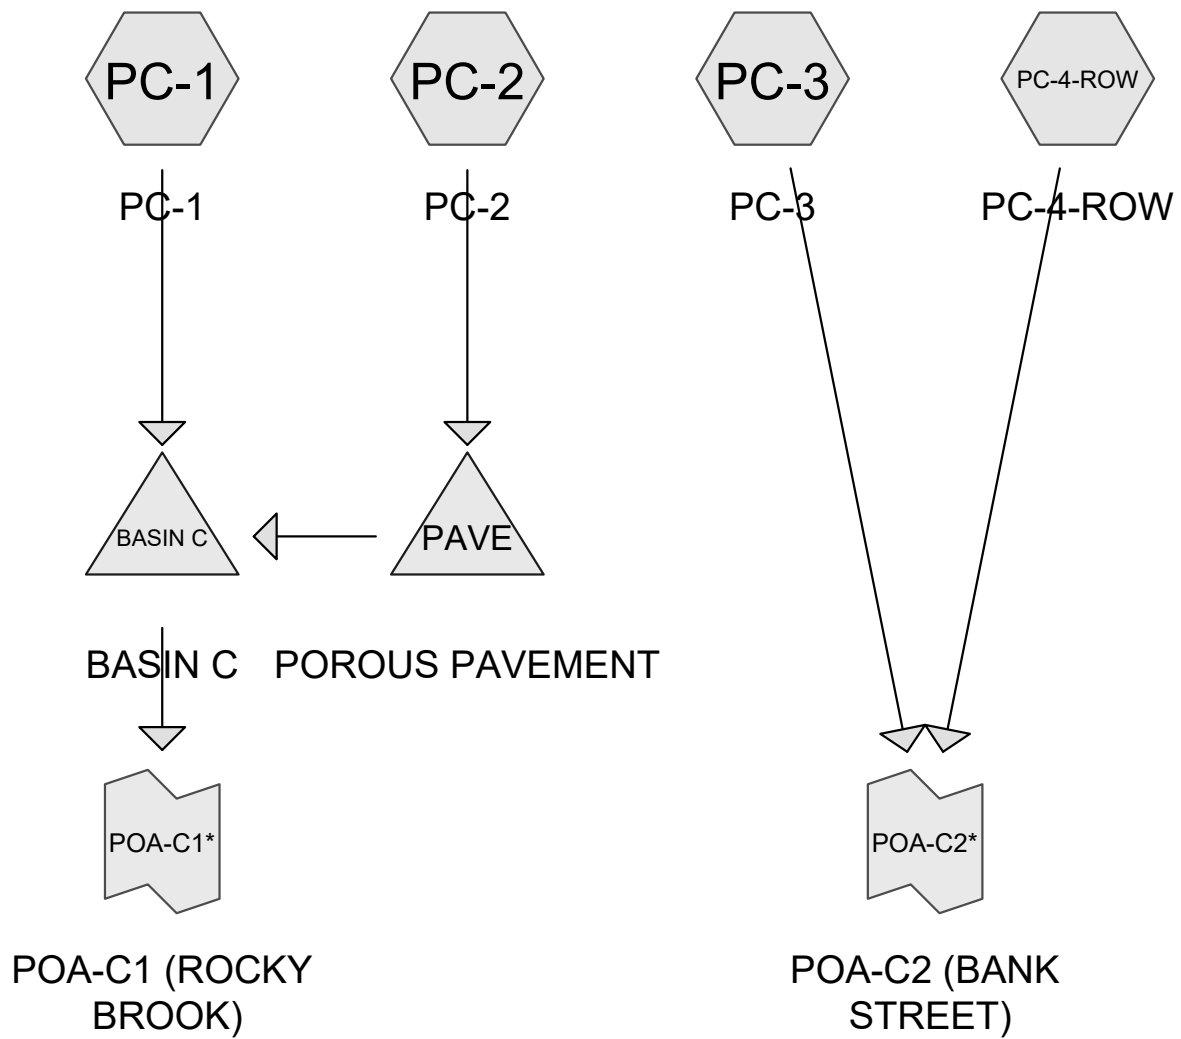 PC-1
PC-2
PC-3
PC-4-ROW
PC-1
PC-2
PC-3
PC-4-ROW
BASIN C
PAVE
BASIN C
POROUS PAVEMENT
POA-C1*
POA-C2*
POA-C1 (ROCKY
BROOK)
POA-C2 (BANK
STREET)